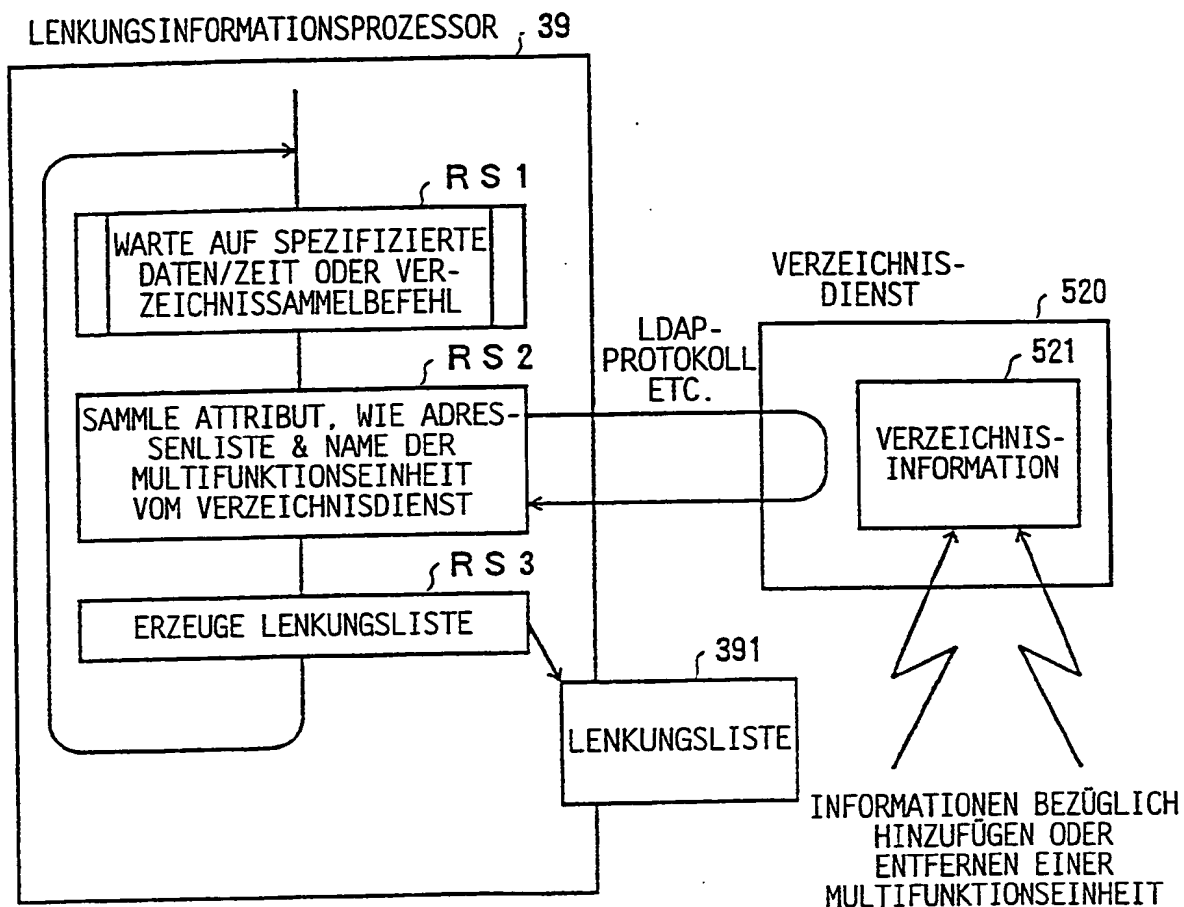 LENKUNGSINFORMATIONSPROZESSOR 39
RS1
WARTE AUF SPEZIFIZIERTE
DATEN/ZEIT ODER VER-
ZEICHNISSAMMELBEFEHL
RS2
SAMMLE ATTRIBUT, WIE ADRES-
SENLISTE & NAME DER
MULTIFUNKTIONSEINHEIT
VOM VERZEICHNISDIENST
RS3
ERZEUGE LENKUNGSLISTE
391
LENKUNGSLISTE
LDAP-
PROTOKOLL
ETC.
VERZEICHNIS-
DIENST
520
521
VERZEICHNIS-
INFORMATION
INFORMATIONEN BEZÜGLICH
HINZUFÜGEN ODER
ENTFERNEN EINER
MULTIFUNKTIONSEINHEIT